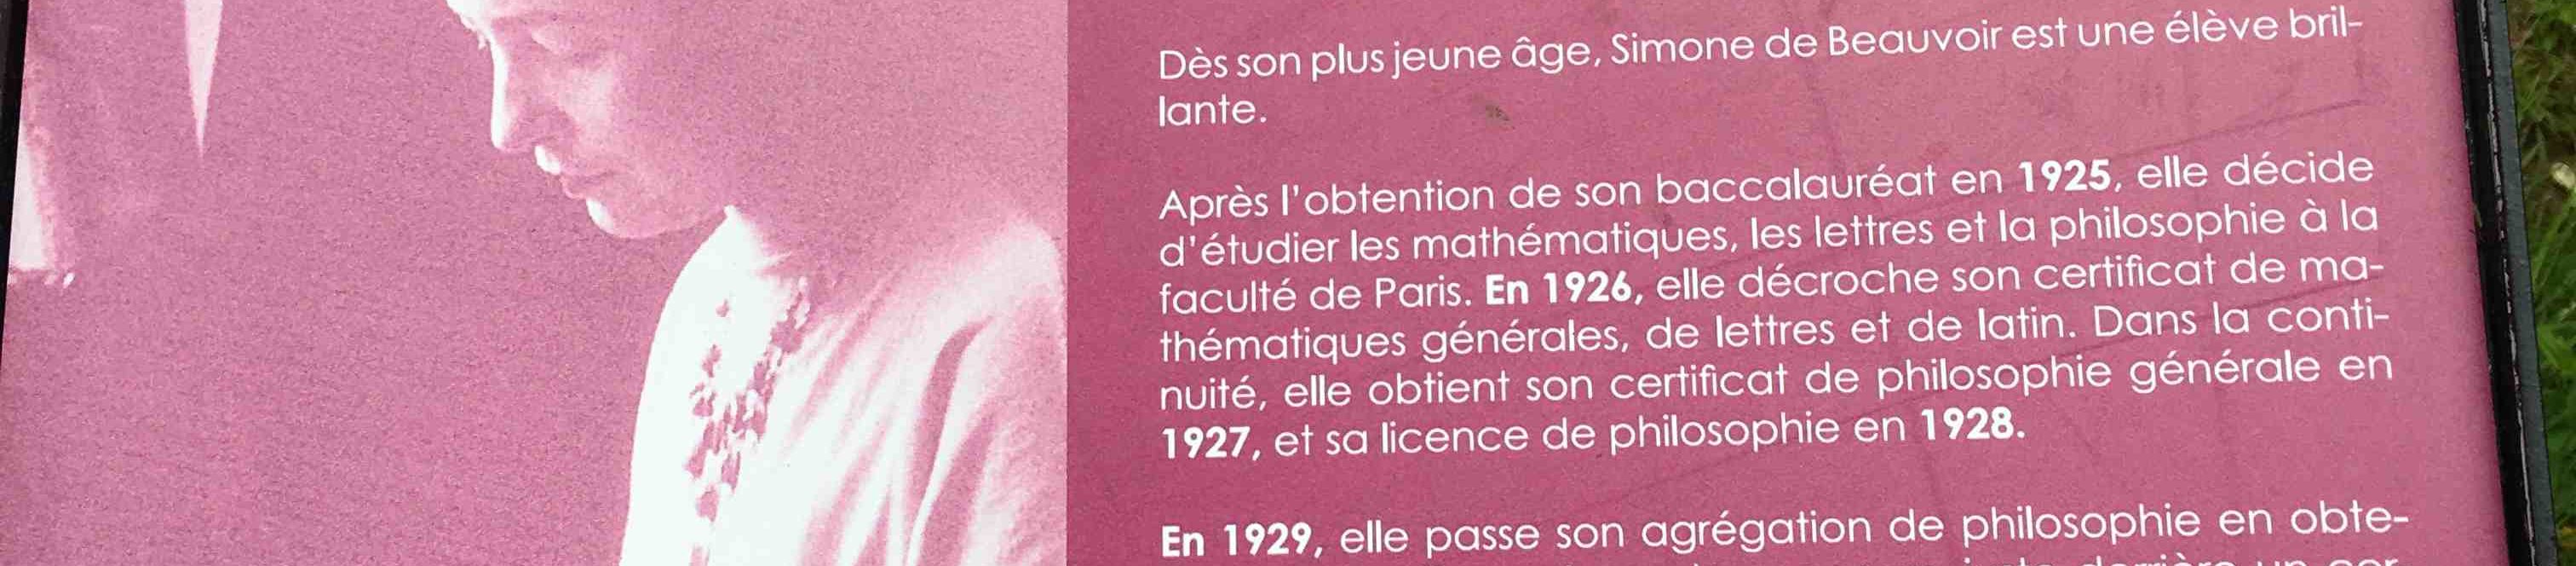 Dès son plus jeune âge, Simone de Beauvoir est une élève bril-
lante.
Après l'obtention de son baccalauréat en 1925, elle décide
d'étudier les mathématiques, les lettres et la philosophie à la
faculté de Paris. En 1926, elle décroche son certificat de ma-
thématiques générales, de lettres et de latin. Dans la conti-
nuité, elle obtient son certificat de philosophie générale en
1927, et sa licence de philosophie en 1928.
En 1929, elle passe son agrégation de philosophie en obte-